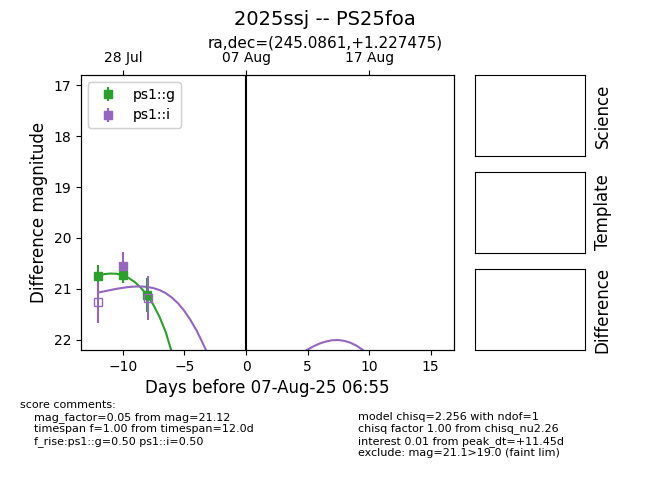 2025ssj -- PS25foa
ra,dec=(245.0861,+1.227475)
28 Jul 07 Aug 17 Aug
ps1::g
ps1::i
17
18
19
20
21
22
Difference magnitude
−10 −5 0 5 10 15
Days before 07-Aug-25 06:55
Science
Template
Difference
score comments:
mag_factor=0.05 from mag=21.12
timespan f=1.00 from timespan=12.0d
f_rise:ps1::g=0.50 ps1::i=0.50
model chisq=2.256 with ndof=1
chisq factor 1.00 from chisq_nu2.26
interest 0.01 from peak_dt=+11.45d
exclude: mag=21.1>19.0 (faint lim)